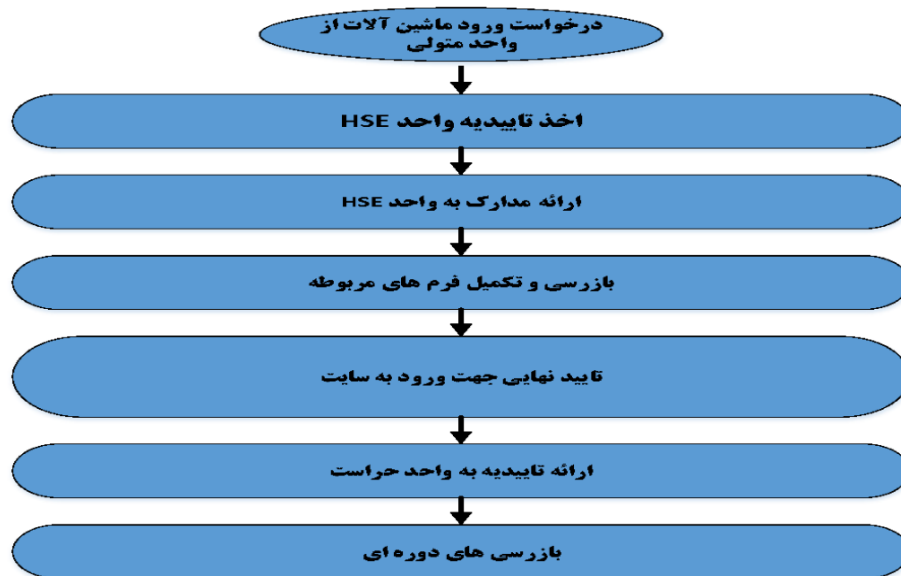 درخواست ورود ماشین آلات از
واحد متولی
اخذ تاییدیه واحد HSE
ارائه مدارک به واحد HSE
بازرسی و تکمیل فرم های مربوطه
تایید نهایی جهت ورود به سایت
ارائه تاییدیه به واحد حراست
بازرسی های دوره ای